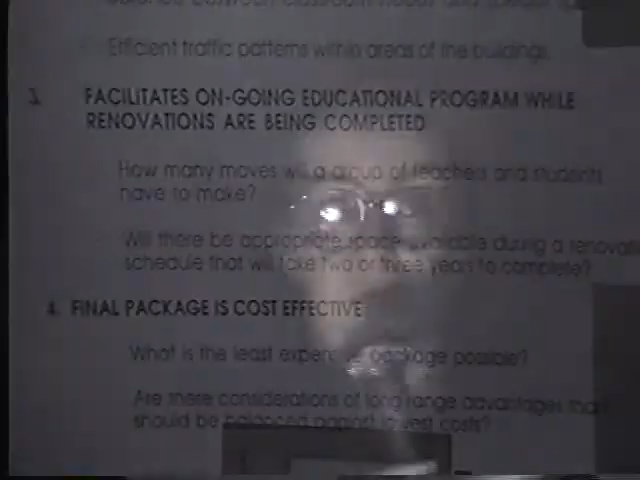 Efficient traffic patterns within areas of the buildings.
3. FACILITATES ON-GOING EDUCATIONAL PROGRAM WHILE
RENOVATIONS ARE BEING COMPLETED
How many moves will a group of teachers and students
have to make?
Will there be appropriate space available during a renovat
schedule that will take two or three years to complete?
4. FINAL PACKAGE IS COST EFFECTIVE
What is the least expensive package possible?
Are there considerations of long range advantages that
should be balanced against lowest costs?